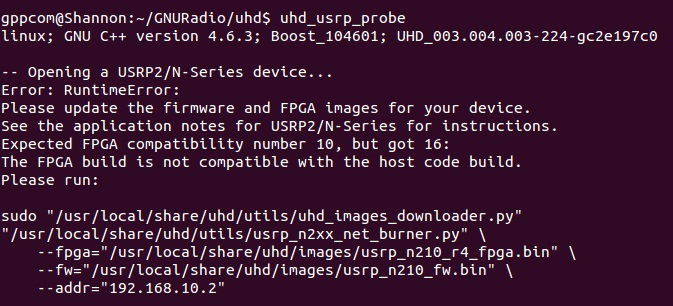 gppcom@Shannon:~/GNURadio/uhd$ uhd_usrp_probe
linux; GNU C++ version 4.6.3; Boost_104601; UHD_003.004.003-224-gc2e197c0
-- Opening a USRP2/N-Series device...
Error: RuntimeError:
Please update the firmware and FPGA images for your device.
See the application notes for USRP2/N-Series for instructions.
Expected FPGA compatibility number 10, but got 16:
The FPGA build is not compatible with the host code build.
Please run:
sudo "/usr/local/share/uhd/utils/uhd_images_downloader.py"
"/usr/local/share/uhd/utils/usrp_n2xx_net_burner.py" \
    --fpga="/usr/local/share/uhd/images/usrp_n210_r4_fpga.bin" \
    --fw="/usr/local/share/uhd/images/usrp_n210_fw.bin" \
    --addr="192.168.10.2"